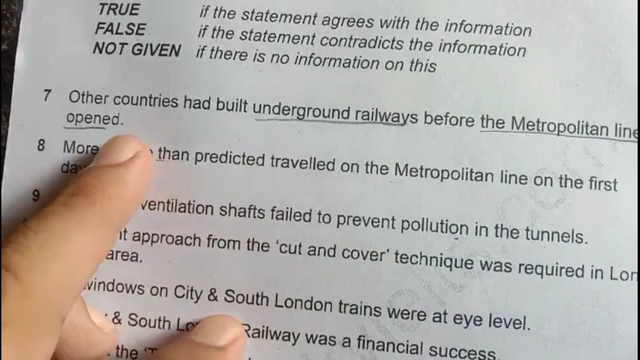 TRUE if the statement agrees with the information
FALSE if the statement contradicts the information
NOT GIVEN if there is no information on this
7 Other countries had built underground railways before the Metropolitan line
opened.
8 More than predicted travelled on the Metropolitan line on the first
9 ventilation shafts failed to prevent pollution in the tunnels.
approach from the 'cut and cover' technique was required in
area.
windows on City & South London trains were at eye level.
& South Railway was a financial success.
the